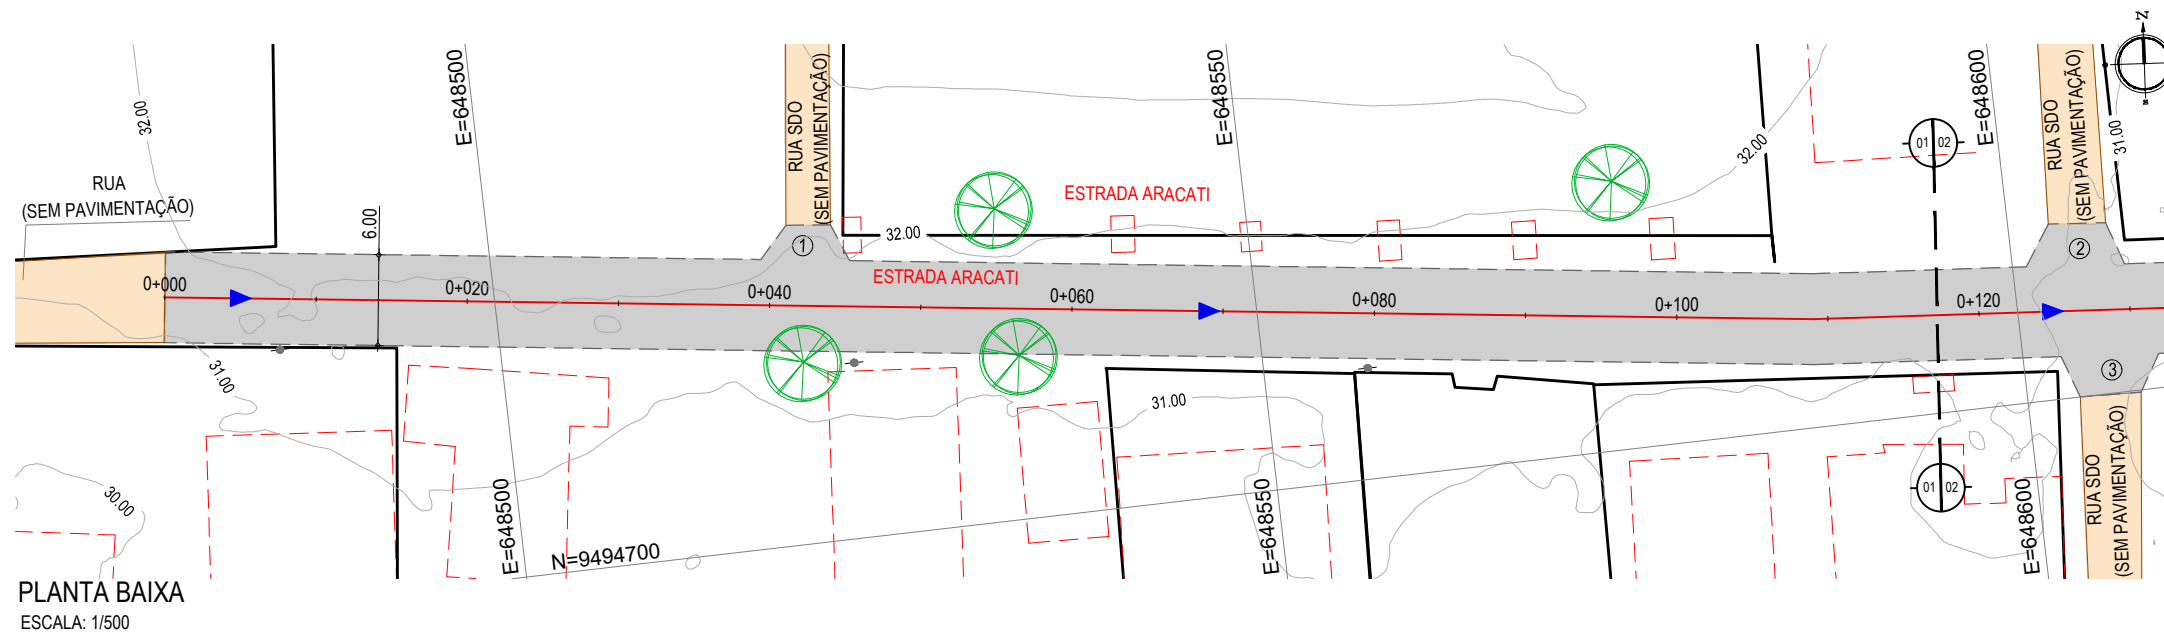 N
32.00
E=648500
RUA SDO
(SEM PAVIMENTAÇÃO)
E=648550
32.00
01 02
E=648600
RUA SDO
(SEM PAVIMENTAÇÃO)
31.00
RUA
(SEM PAVIMENTAÇÃO)
6.00
ESTRADA ARACATI
1
32.00
2
0+000
0+020
0+040
ESTRADA ARACATI
0+060
0+080
0+100
0+120
31.00
31.00
3
30.00
E=648500
N=9494700
E=648550
01 02
E=648600
RUA SDO
(SEM PAVIMENTAÇÃO)
PLANTA BAIXA
ESCALA: 1/500